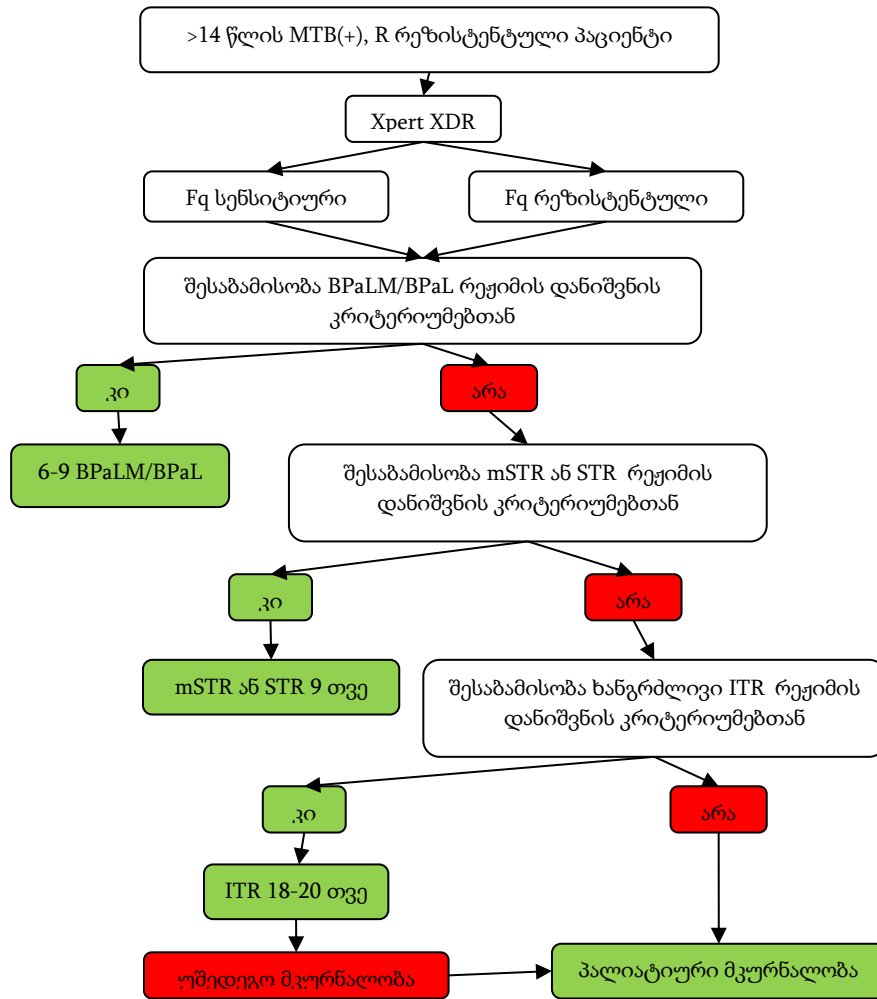 >14 წლის MTB(+), R რეზისტენტული პაციენტი
Xpert XDR
Fq სენსიტიური
Fq რეზისტენტული
შესაბამისობა BPaLM/BPaL რეჟიმის დანიშვნის
კრიტერიუმებთან
კი
არა
6-9 BPaLM/BPaL
შესაბამისობა mSTR ან STR რეჟიმის
დანიშვნის კრიტერიუმებთან
კი
არა
mSTR ან STR 9 თვე
შესაბამისობა ხანგრძლივი ITR რეჟიმის
დანიშვნის კრიტერიუმებთან
კი
არა
ITR 18-20 თვე
უშედეგო მკურნალობა
პალიატიური მკურნალობა